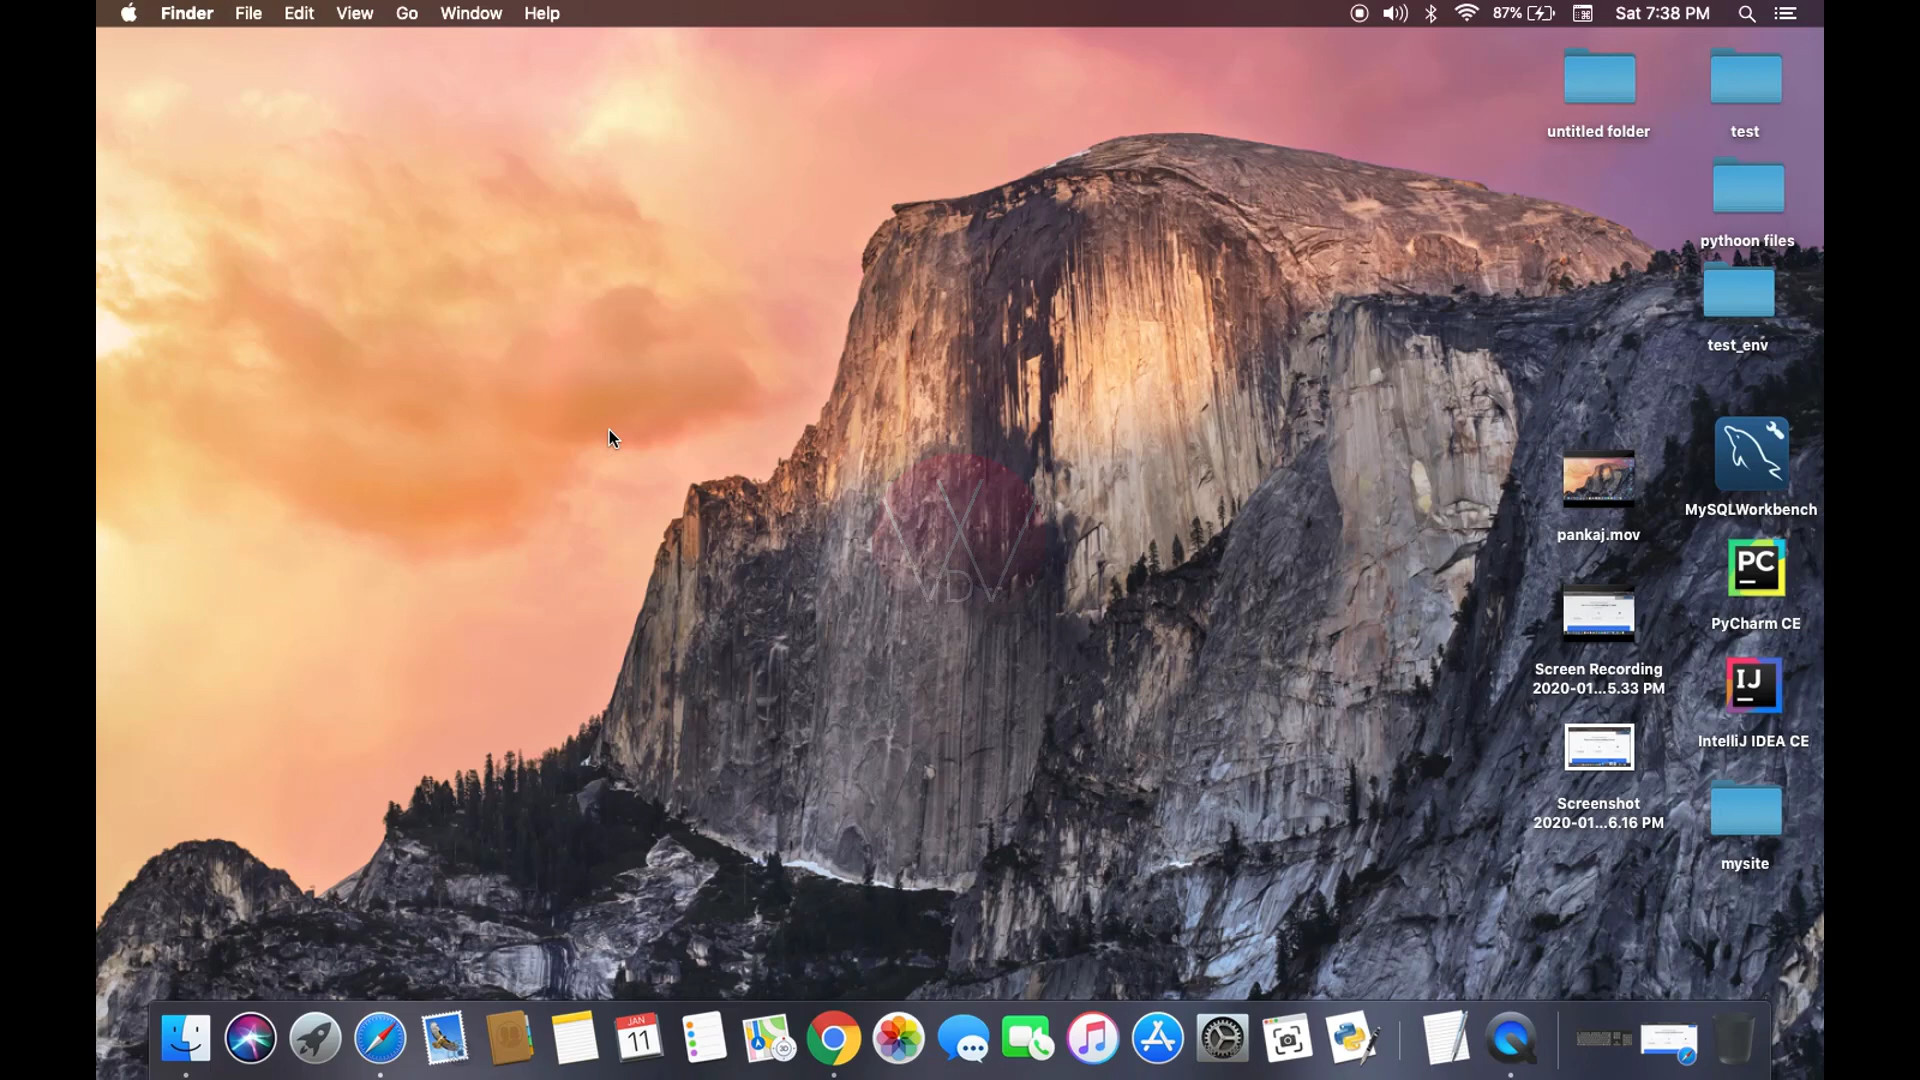 Finder File Edit View Go Window Help 87% Sat 7:38 PM
untitled folder
test
pythoon files
test_env
MySQLWorkbench
pankaj.mov
PC
PyCharm CE
Screen Recording
2020-01...5.33 PM
IJ
IntelliJ IDEA CE
Screenshot
2020-01...6.16 PM
mysite
VDV
JAN
11
3D